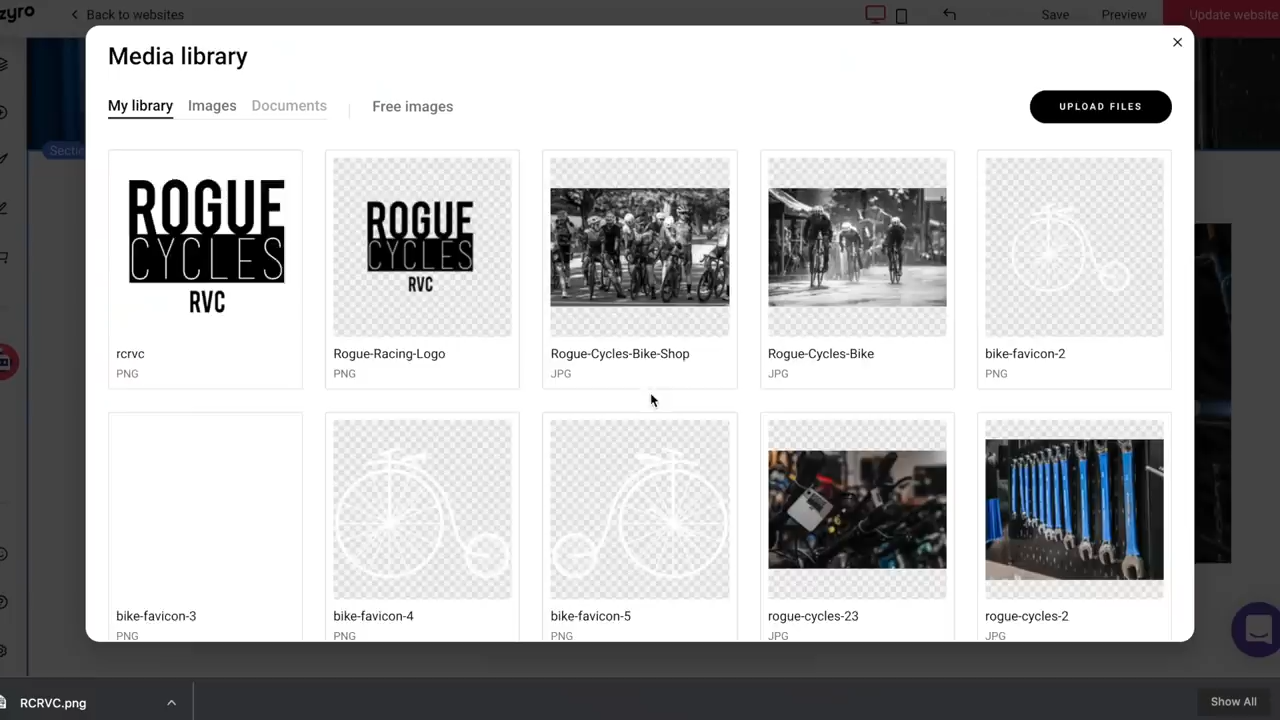 zyro
Back to websites
Save
Preview
Update website
Media library
My library
Images
Documents
Free images
UPLOAD FILES
Sectio
ROGUE
CYCLES
RVC
ROGUE
CYCLES
RVC
rcrvc
Rogue-Racing-Logo
Rogue-Cycles-Bike-Shop
Rogue-Cycles-Bike
bike-favicon-2
PNG
PNG
JPG
JPG
PNG
bike-favicon-3
bike-favicon-4
bike-favicon-5
rogue-cycles-23
rogue-cycles-2
PNG
PNG
PNG
JPG
JPG
RCRVC.png
Show All